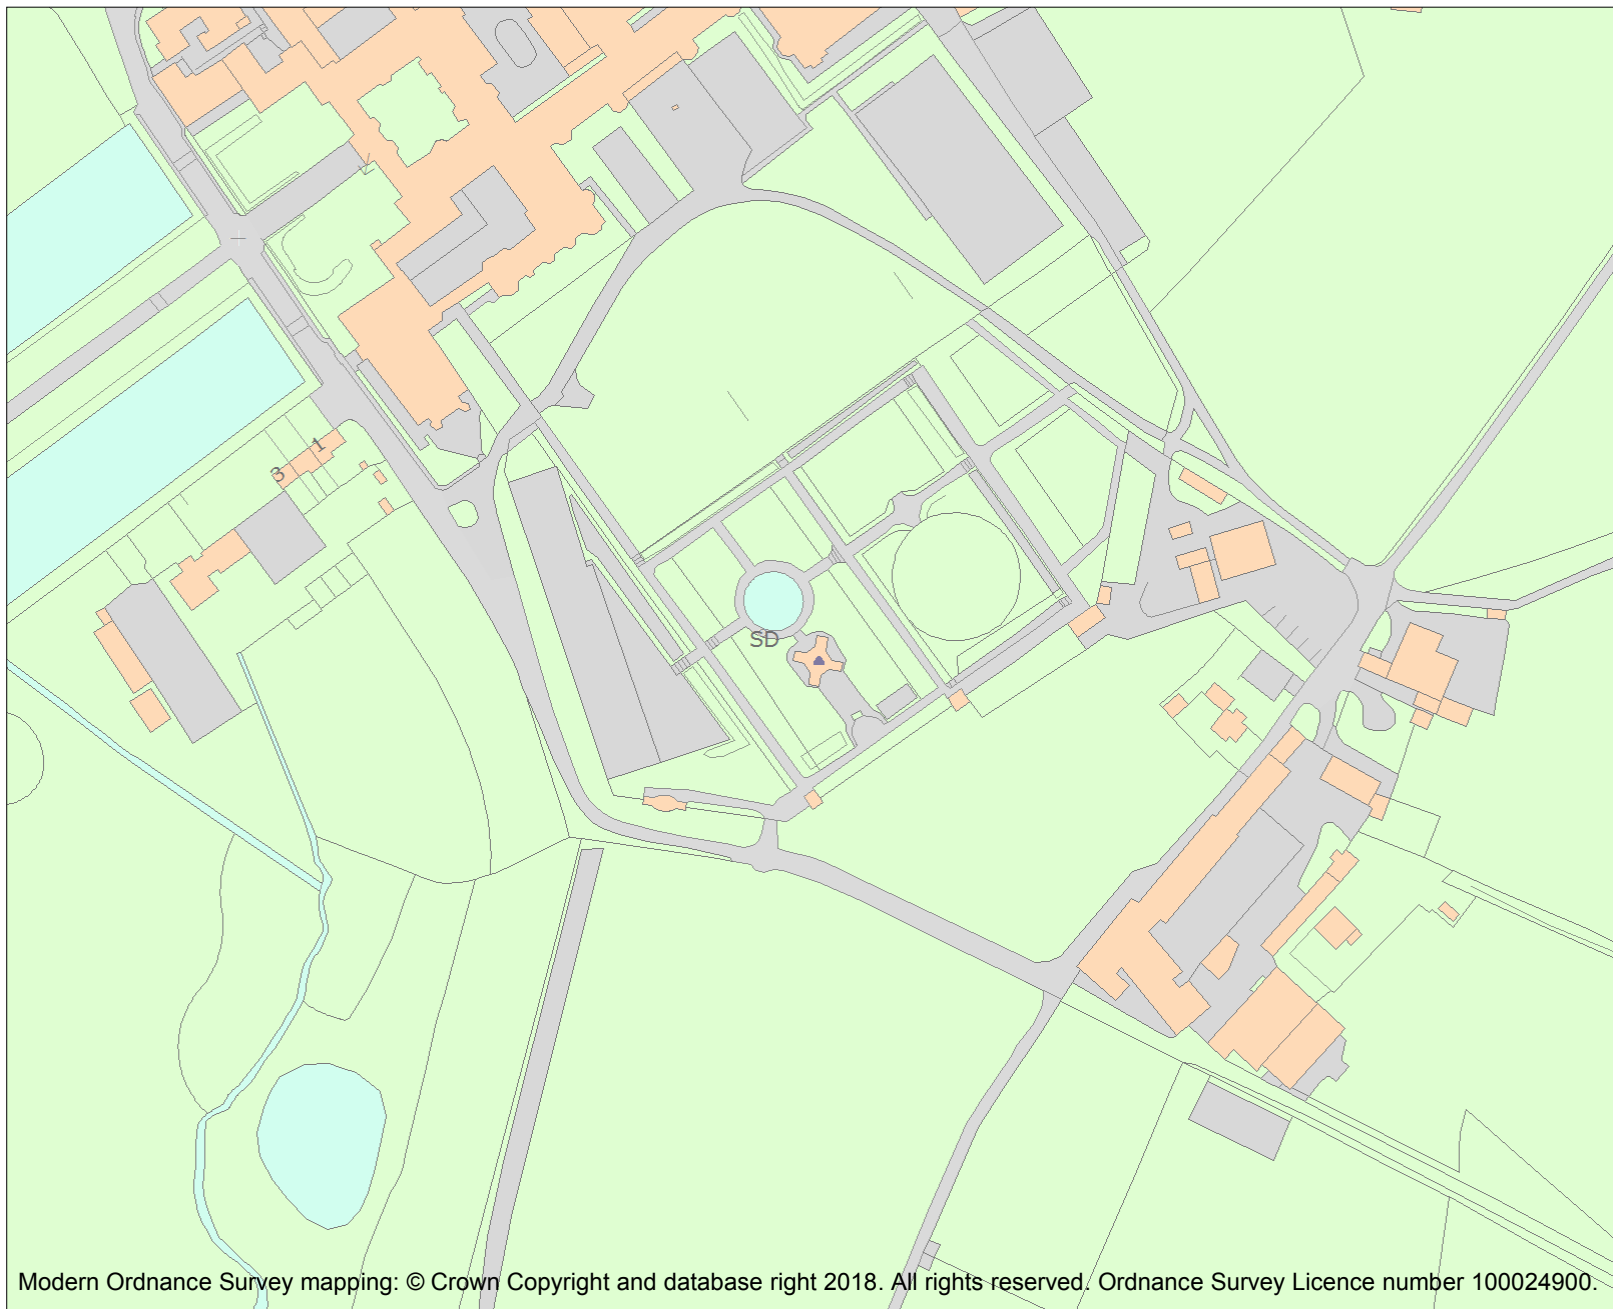 1
3
SD
Modern Ordnance Survey mapping: © Crown Copyright and database right 2018. All rights reserved. Ordnance Survey Licence number 100024900.